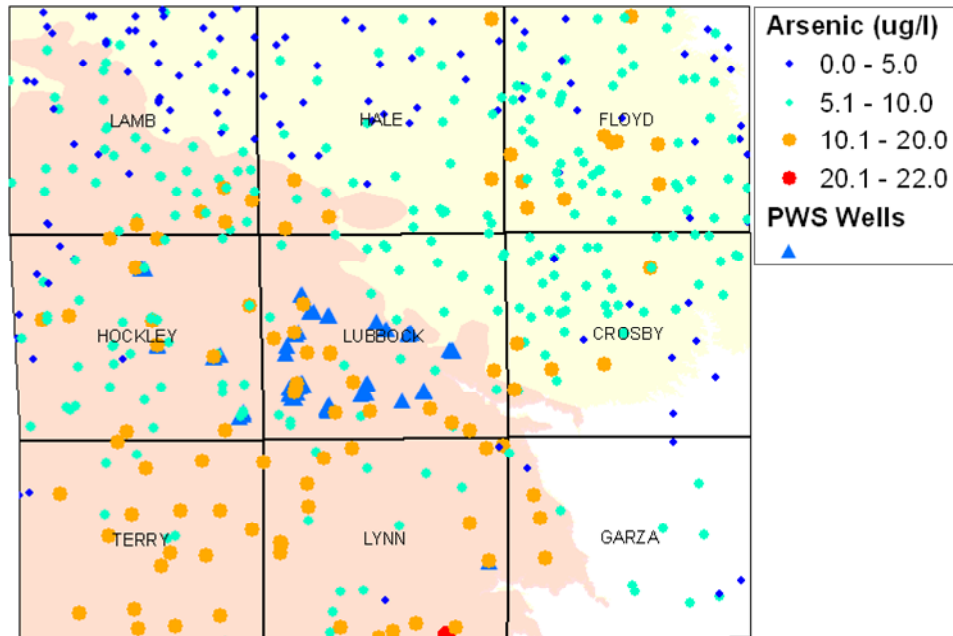 Arsenic (ug/l)
0.0 - 5.0
5.1 - 10.0
10.1 - 20.0
20.1 - 22.0
PWS Wells
LAMB
HALE
FLOYD
HOCKLEY
LUBBOCK
CROSBY
TERRY
LYNN
GARZA